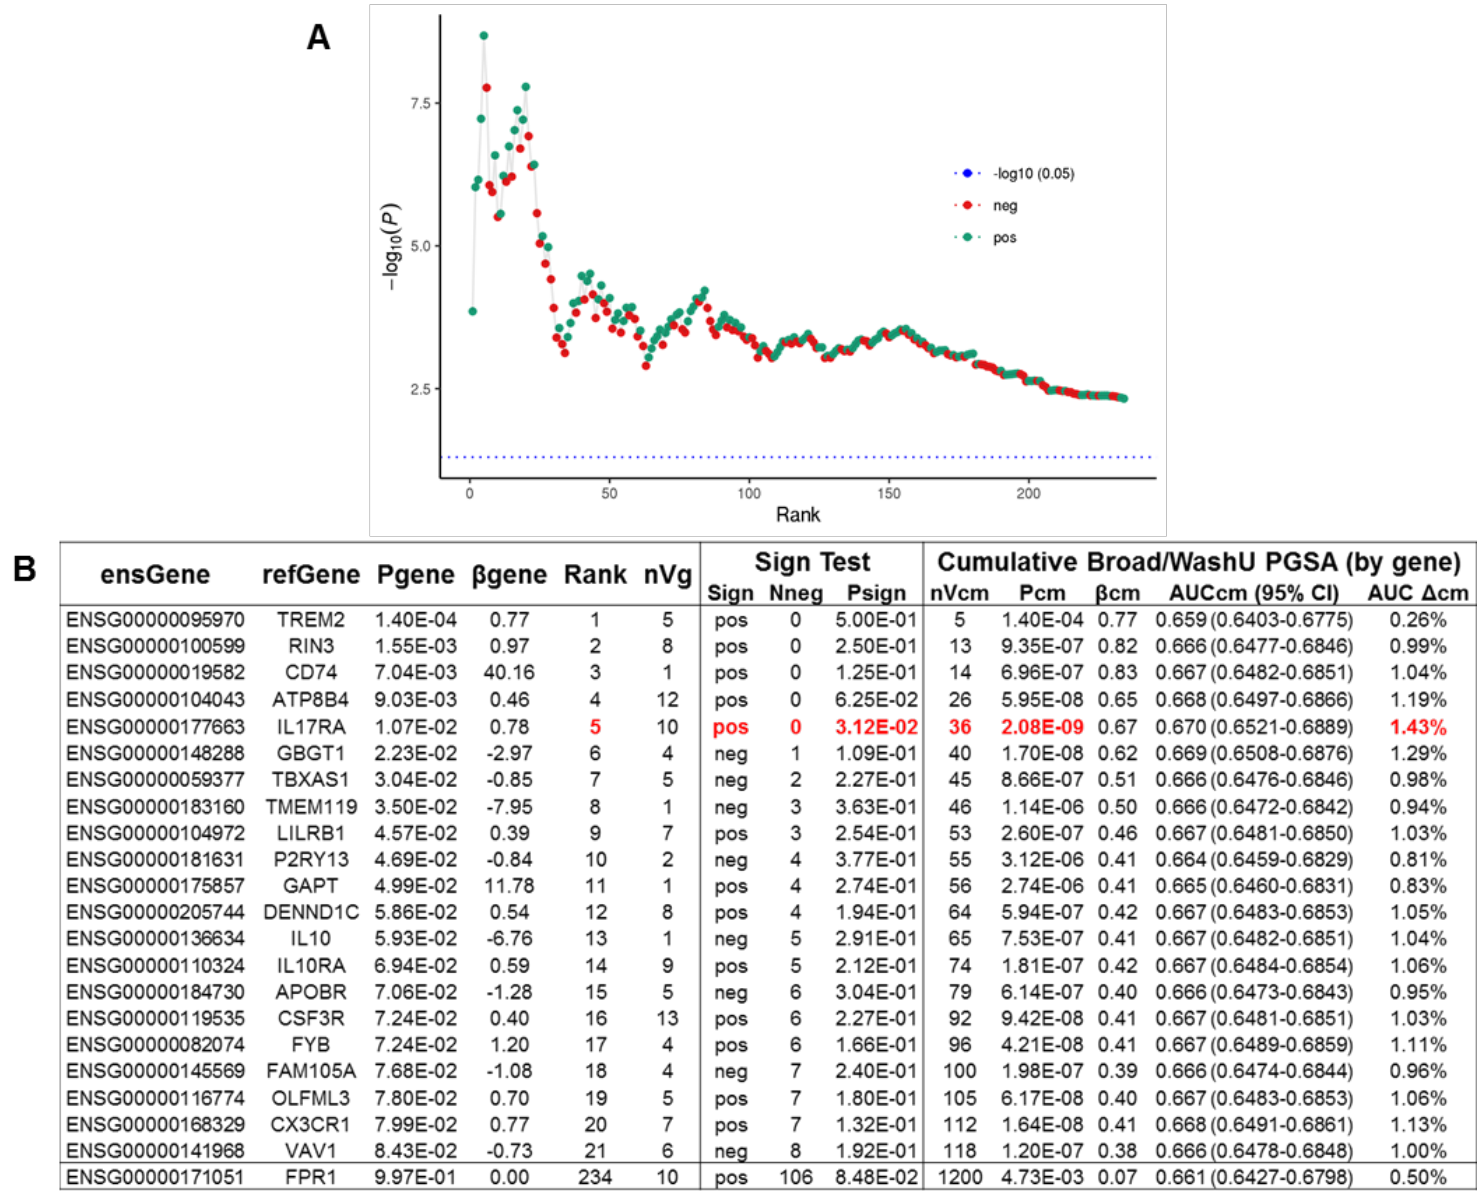 A
7.5
5.0
2.5
−log10(P)
-log10 (0.05)
neg
pos
0 50 100 150 200
Rank
B
ensGene refGene Pgene βgene Rank nVg Sign Test Cumulative Broad/WashU PGSA (by gene)
Sign Nneg Psign nVcm Pcm βcm AUCcm (95% CI) AUC Δcm
ENSG00000095970 TREM2 1.40E-04 0.77 1 5 pos 0 5.00E-01 5 1.40E-04 0.77 0.659 (0.6403-0.6775) 0.26%
ENSG00000100599 RIN3 1.55E-03 0.97 2 8 pos 0 2.50E-01 13 9.35E-07 0.82 0.666 (0.6477-0.6846) 0.99%
ENSG00000019582 CD74 7.04E-03 40.16 3 1 pos 0 1.25E-01 14 6.96E-07 0.83 0.667 (0.6482-0.6851) 1.04%
ENSG00000104043 ATP8B4 9.03E-03 0.46 4 12 pos 0 6.25E-02 26 5.95E-08 0.65 0.668 (0.6497-0.6866) 1.19%
ENSG00000177663 IL17RA 1.07E-02 0.78 5 10 pos 0 3.12E-02 36 2.08E-09 0.67 0.670 (0.6521-0.6889) 1.43%
ENSG00000148288 GBGT1 2.23E-02 -2.97 6 4 neg 1 1.09E-01 40 1.70E-08 0.62 0.669 (0.6508-0.6876) 1.29%
ENSG00000059377 TBXAS1 3.04E-02 -0.85 7 5 neg 2 2.27E-01 45 8.66E-07 0.51 0.666 (0.6476-0.6846) 0.98%
ENSG00000183160 TMEM119 3.50E-02 -7.95 8 1 neg 3 3.63E-01 46 1.14E-06 0.50 0.666 (0.6472-0.6842) 0.94%
ENSG00000104972 LILRB1 4.57E-02 0.39 9 7 pos 3 2.54E-01 53 2.60E-07 0.46 0.667 (0.6481-0.6850) 1.03%
ENSG00000181631 P2RY13 4.69E-02 -0.84 10 2 neg 4 3.77E-01 55 3.12E-06 0.41 0.664 (0.6459-0.6829) 0.81%
ENSG00000175857 GAPT 4.99E-02 11.78 11 1 pos 4 2.74E-01 56 2.74E-06 0.41 0.665 (0.6460-0.6831) 0.83%
ENSG00000205744 DENND1C 5.86E-02 0.54 12 8 pos 4 1.94E-01 64 5.94E-07 0.42 0.667 (0.6483-0.6853) 1.05%
ENSG00000136634 IL10 5.93E-02 -6.76 13 1 neg 5 2.91E-01 65 7.53E-07 0.41 0.667 (0.6482-0.6851) 1.04%
ENSG00000110324 IL10RA 6.94E-02 0.59 14 9 pos 5 2.12E-01 74 1.81E-07 0.42 0.667 (0.6484-0.6854) 1.06%
ENSG00000184730 APOBR 7.06E-02 -1.28 15 5 neg 6 3.04E-01 79 6.14E-07 0.40 0.666 (0.6473-0.6843) 0.95%
ENSG00000119535 CSF3R 7.24E-02 0.40 16 13 pos 6 2.27E-01 92 9.42E-08 0.41 0.667 (0.6481-0.6851) 1.03%
ENSG00000082074 FYB 7.24E-02 1.20 17 4 pos 6 1.66E-01 96 4.21E-08 0.41 0.667 (0.6489-0.6859) 1.11%
ENSG00000145569 FAM105A 7.68E-02 -1.08 18 4 neg 7 2.40E-01 100 1.98E-07 0.39 0.666 (0.6474-0.6844) 0.96%
ENSG00000116774 OLFML3 7.80E-02 0.70 19 5 pos 7 1.80E-01 105 6.17E-08 0.40 0.667 (0.6483-0.6853) 1.06%
ENSG00000168329 CX3CR1 7.99E-02 0.77 20 7 pos 7 1.32E-01 112 1.64E-08 0.41 0.668 (0.6491-0.6861) 1.13%
ENSG00000141968 VAV1 8.43E-02 -0.73 21 6 neg 8 1.92E-01 118 1.20E-07 0.38 0.666 (0.6478-0.6848) 1.00%
ENSG00000171051 FPR1 9.97E-01 0.00 234 10 pos 106 8.48E-02 1200 4.73E-03 0.07 0.661 (0.6427-0.6798) 0.50%